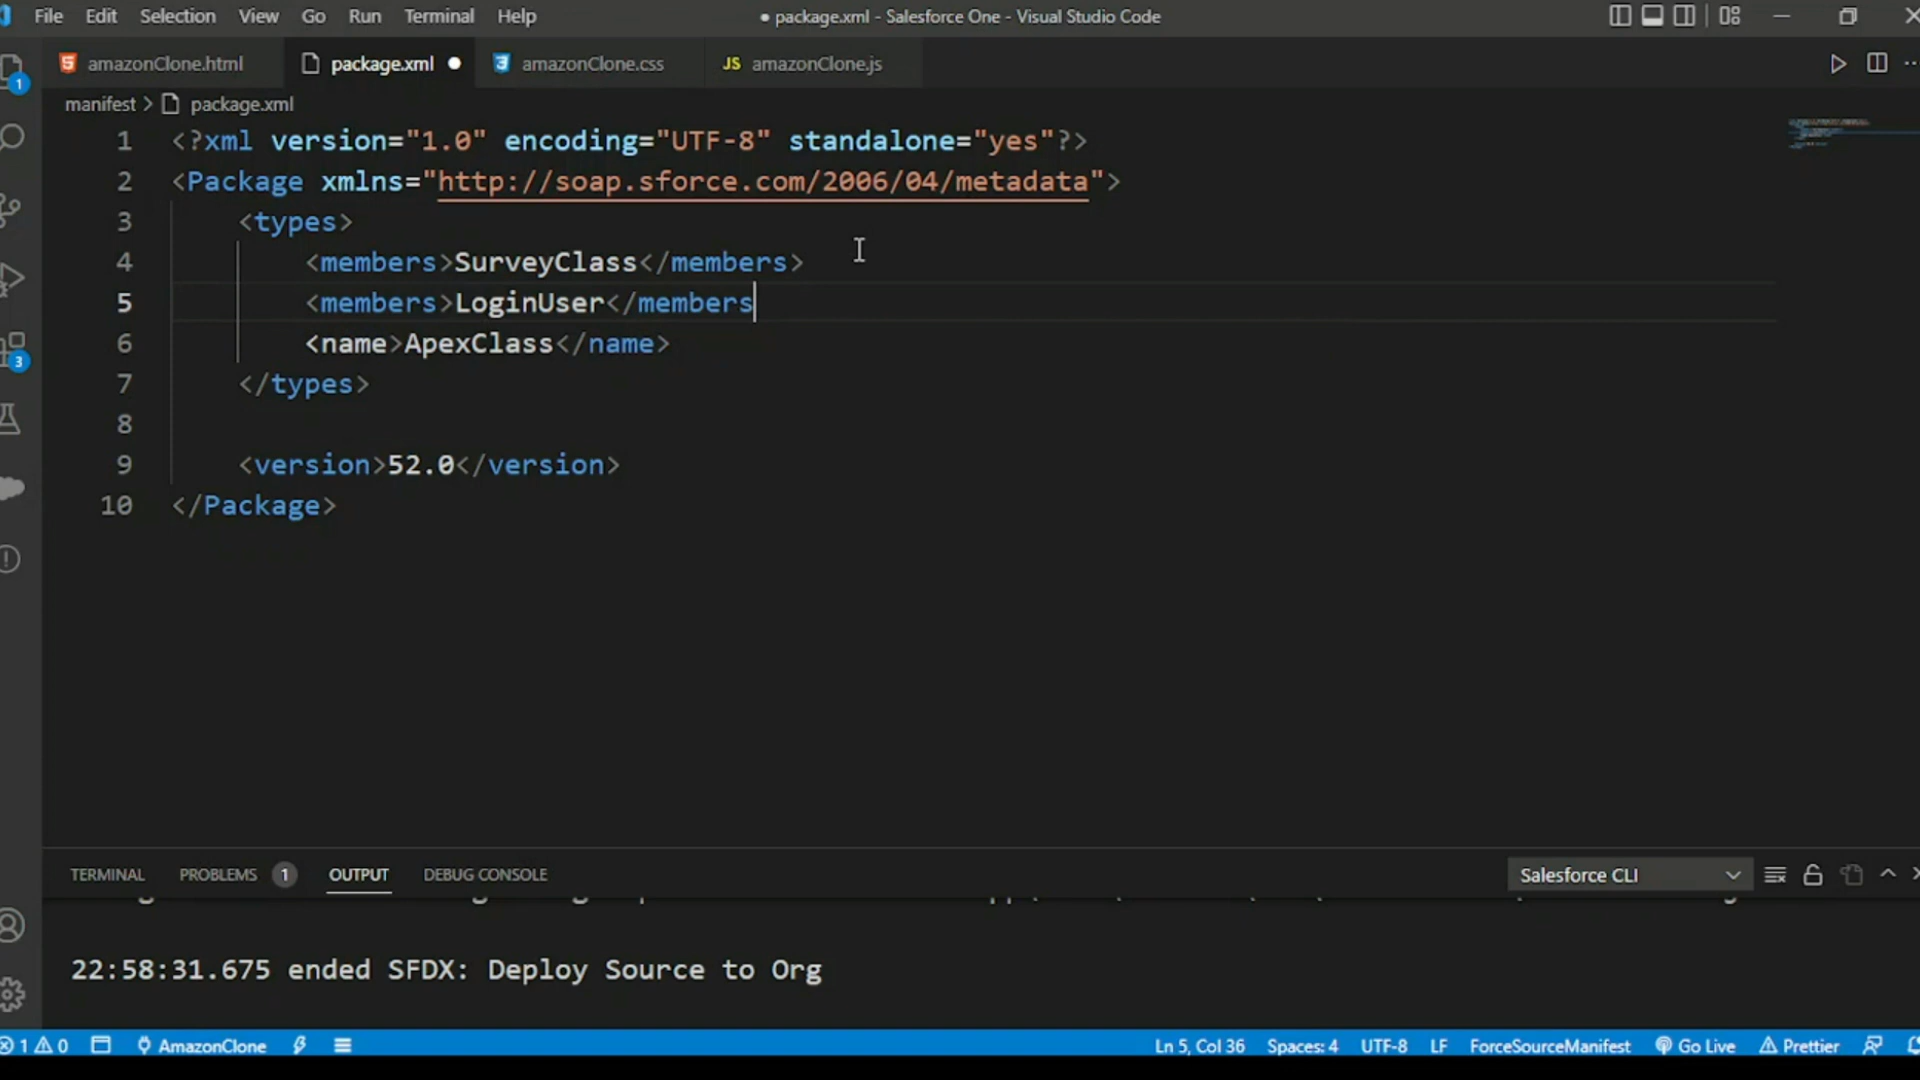 File Edit Selection View Go Run Terminal Help
● package.xml - Salesforce One - Visual Studio Code
1
amazonClone.html
package.xml ●
amazonClone.css
JS amazonClone.js
manifest > package.xml
1 <?xml version="1.0" encoding="UTF-8" standalone="yes"?>
2 <Package xmlns="http://soap.sforce.com/2006/04/metadata">
3 <types>
4 <members>SurveyClass</members>
5 <members>LoginUser</members
6 <name>ApexClass</name>
7 </types>
8
9 <version>52.0</version>
10 </Package>
3
TERMINAL PROBLEMS 1 OUTPUT DEBUG CONSOLE
Salesforce CLI
22:58:31.675 ended SFDX: Deploy Source to Org
1 0 AmazonClone
Ln 5, Col 36 Spaces: 4 UTF-8 LF ForceSourceManifest Go Live Prettier